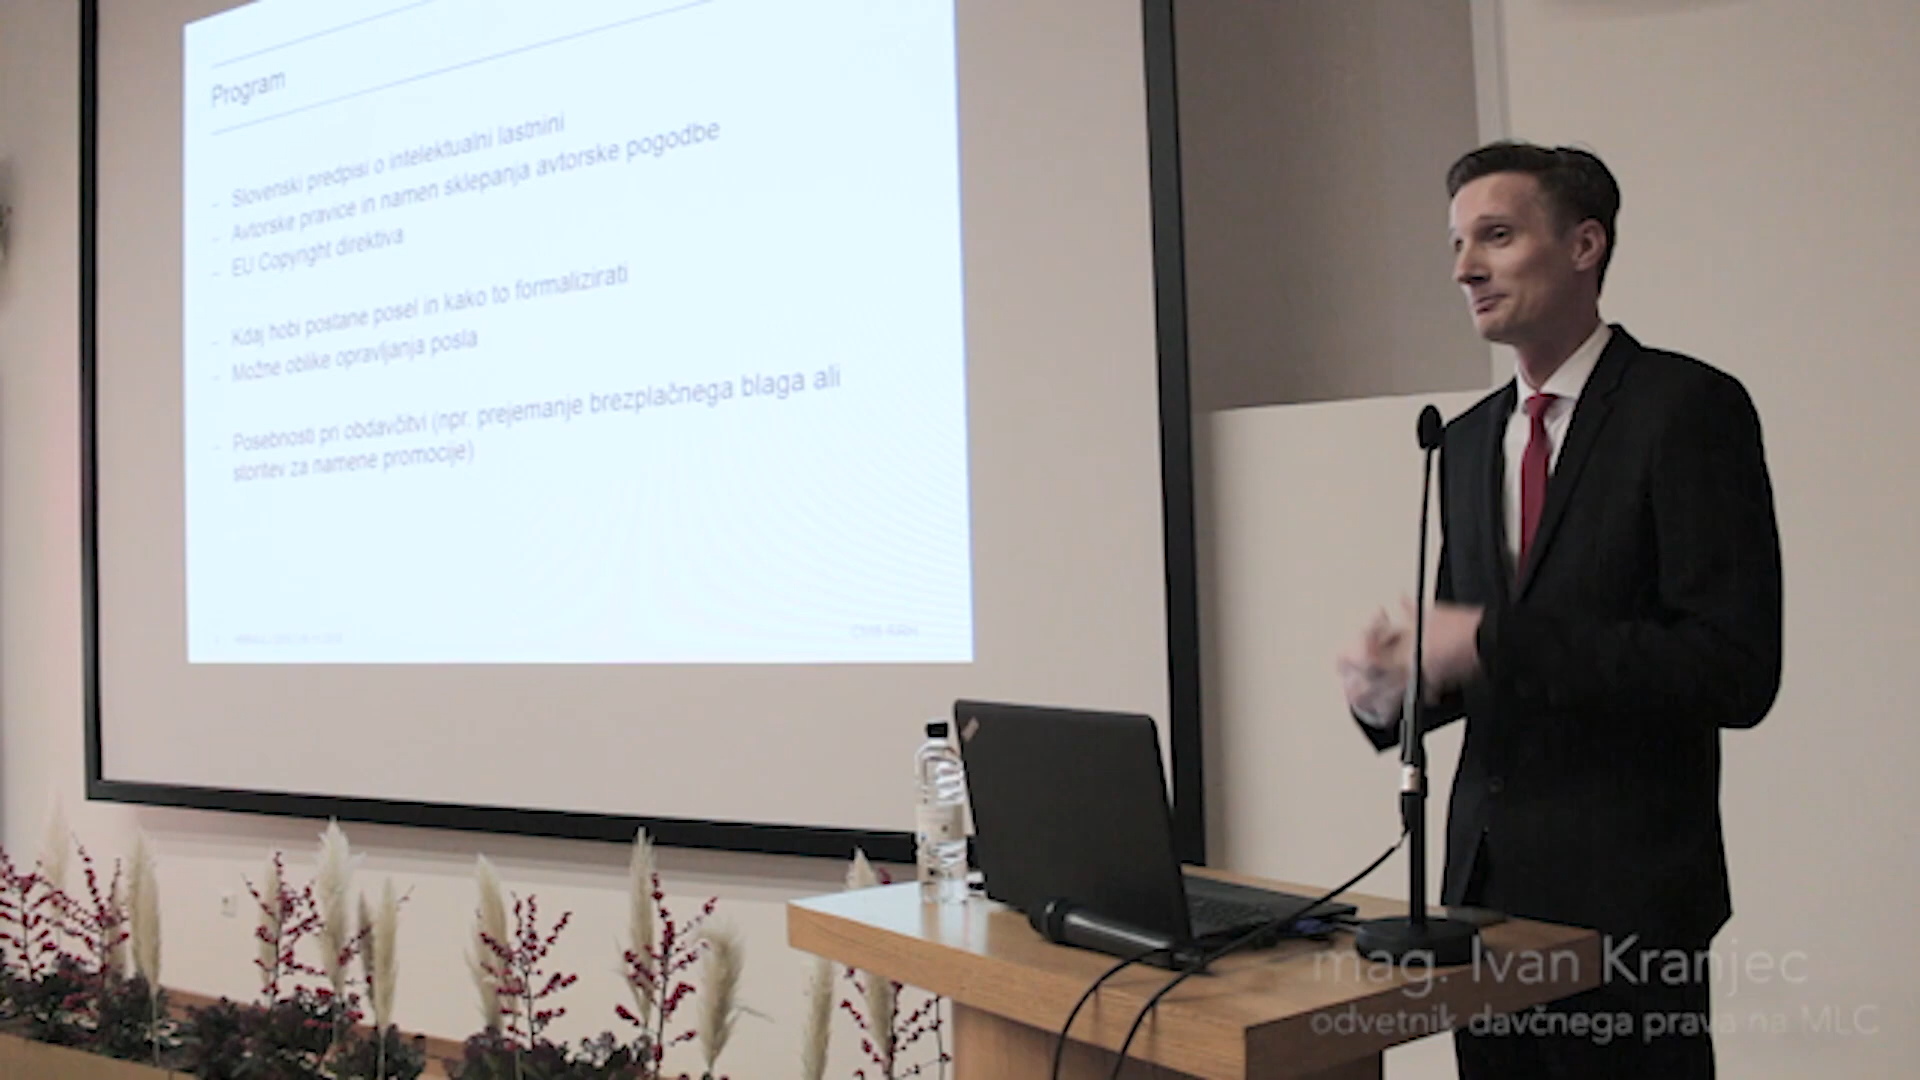 Program
- Slovenski predpisi o intelektualni lastnini
- Avtorske pravice in namen sklepanja avtorske pogodbe
- EU Copyright direktiva
- Kdaj hobi postane posel in kako to formalizirati
- Možne oblike opravljanja posla
- Posebnosti pri obdavčitvi (npr. prejemanje brezplačnega blaga ali
storitev za namene promocije)
mag. Ivan Kranjec
odvetnik davčnega prava na MLC